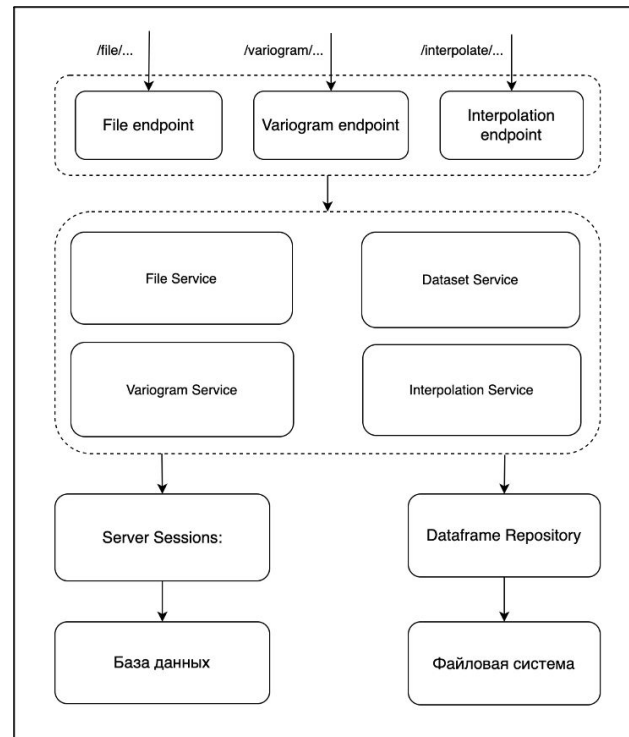 /file/...
/variogram/...
/interpolate/...
File endpoint
Variogram endpoint
Interpolation
endpoint
File Service
Dataset Service
Variogram Service
Interpolation Service
Server Sessions:
Dataframe Repository
База данных
Файловая система